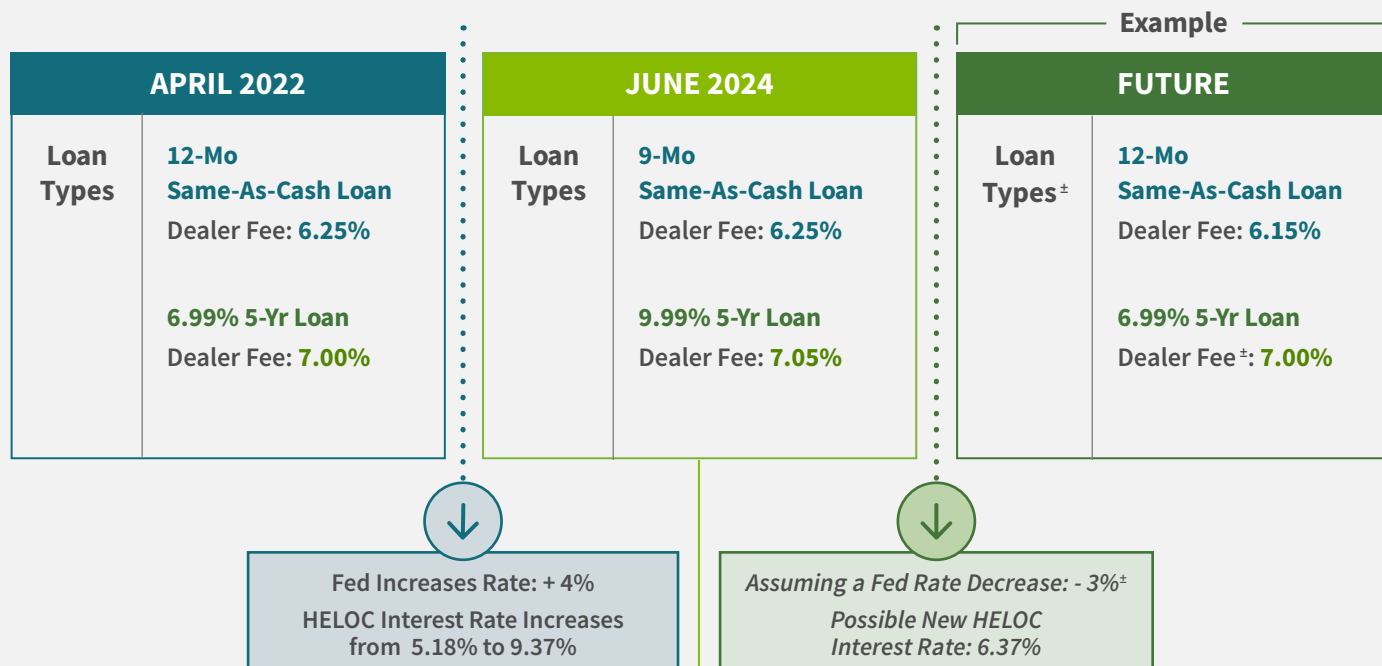 Example
APRIL 2022
Loan
Types
12-Mo
Same-As-Cash Loan
Dealer Fee: 6.25%
6.99% 5-Yr Loan
Dealer Fee: 7.00%
JUNE 2024
Loan
Types
9-Mo
Same-As-Cash Loan
Dealer Fee: 6.25%
9.99% 5-Yr Loan
Dealer Fee: 7.05%
FUTURE
Loan
Types±
12-Mo
Same-As-Cash Loan
Dealer Fee: 6.15%
6.99% 5-Yr Loan
Dealer Fee±: 7.00%
Fed Increases Rate: + 4%
HELOC Interest Rate Increases
from 5.18% to 9.37%
Assuming a Fed Rate Decrease: - 3%±
Possible New HELOC
Interest Rate: 6.37%